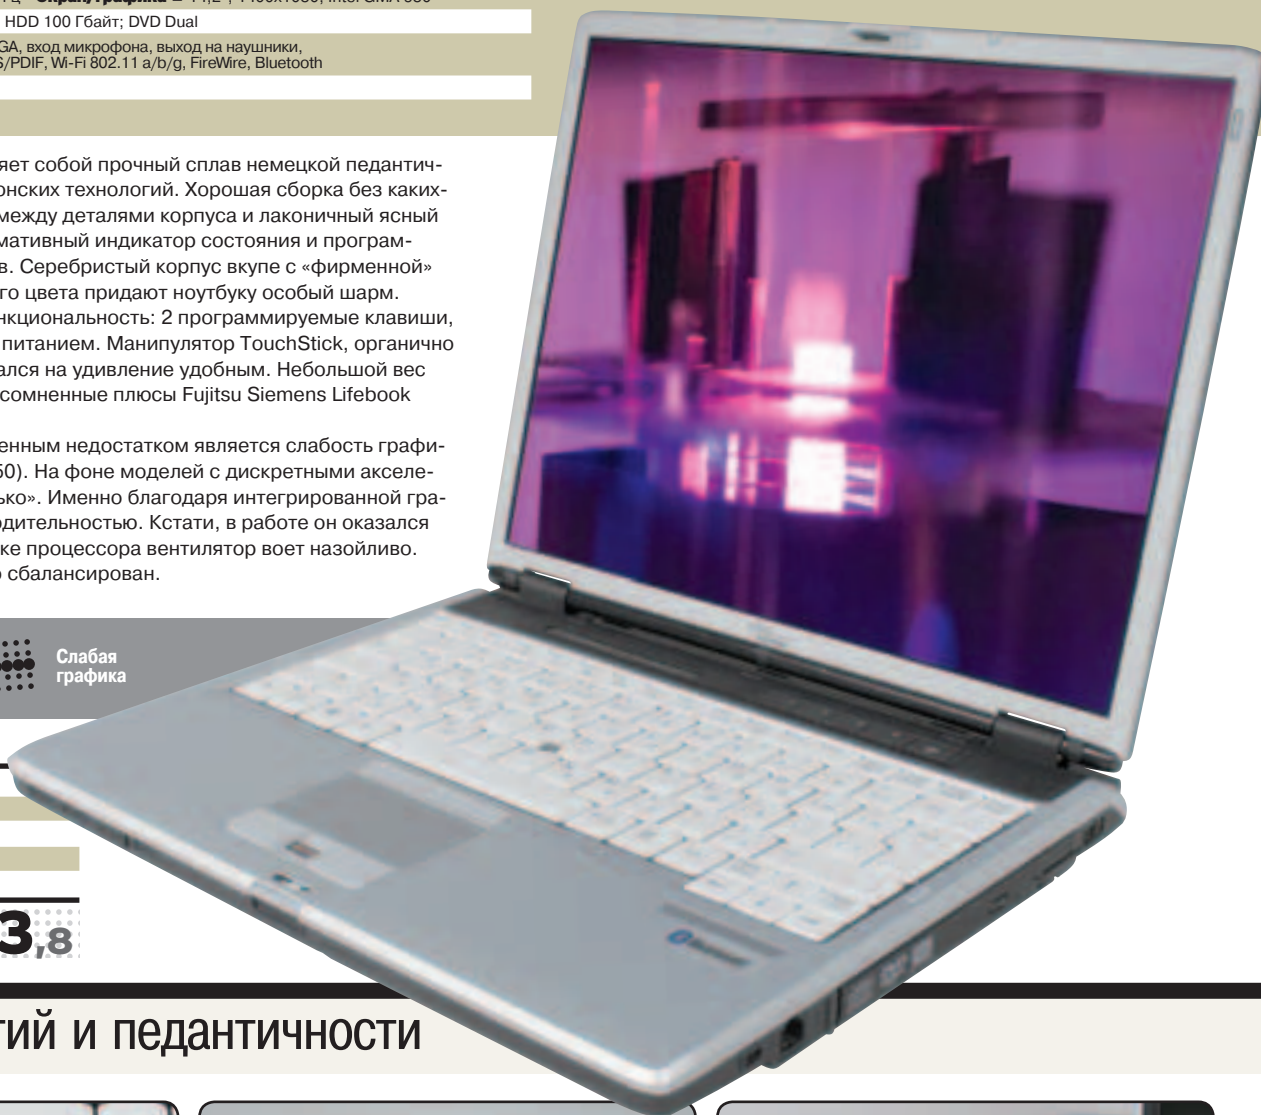 HDD 100 Гбайт; DVD Dual
GA, вход микрофона, выход на наушники,
S/PDIF, Wi-Fi 802.11 a/b/g, FireWire, Bluetooth
яет собой прочный сплав немецкой педантич-
онских технологий. Хорошая сборка без каких-
между деталями корпуса и лаконичный ясный
мативный индикатор состояния и програм-
в. Серебристый корпус вкупе с «фирменной»
го цвета придают ноутбуку особый шарм.
нкциональность: 2 программируемые клавиши,
питанием. Манипулятор TouchStick, органично
ался на удивление удобным. Небольшой вес
сомненные плюсы Fujitsu Siemens Lifebook
енным недостатком является слабость графи-
50). На фоне моделей с дискретными акселе-
ько». Именно благодаря интегрированной гра-
одительностью. Кстати, в работе он оказался
ке процессора вентилятор воет назойливо.
о сбалансирован.
Слабая
графика
3,8
гий и педантичности